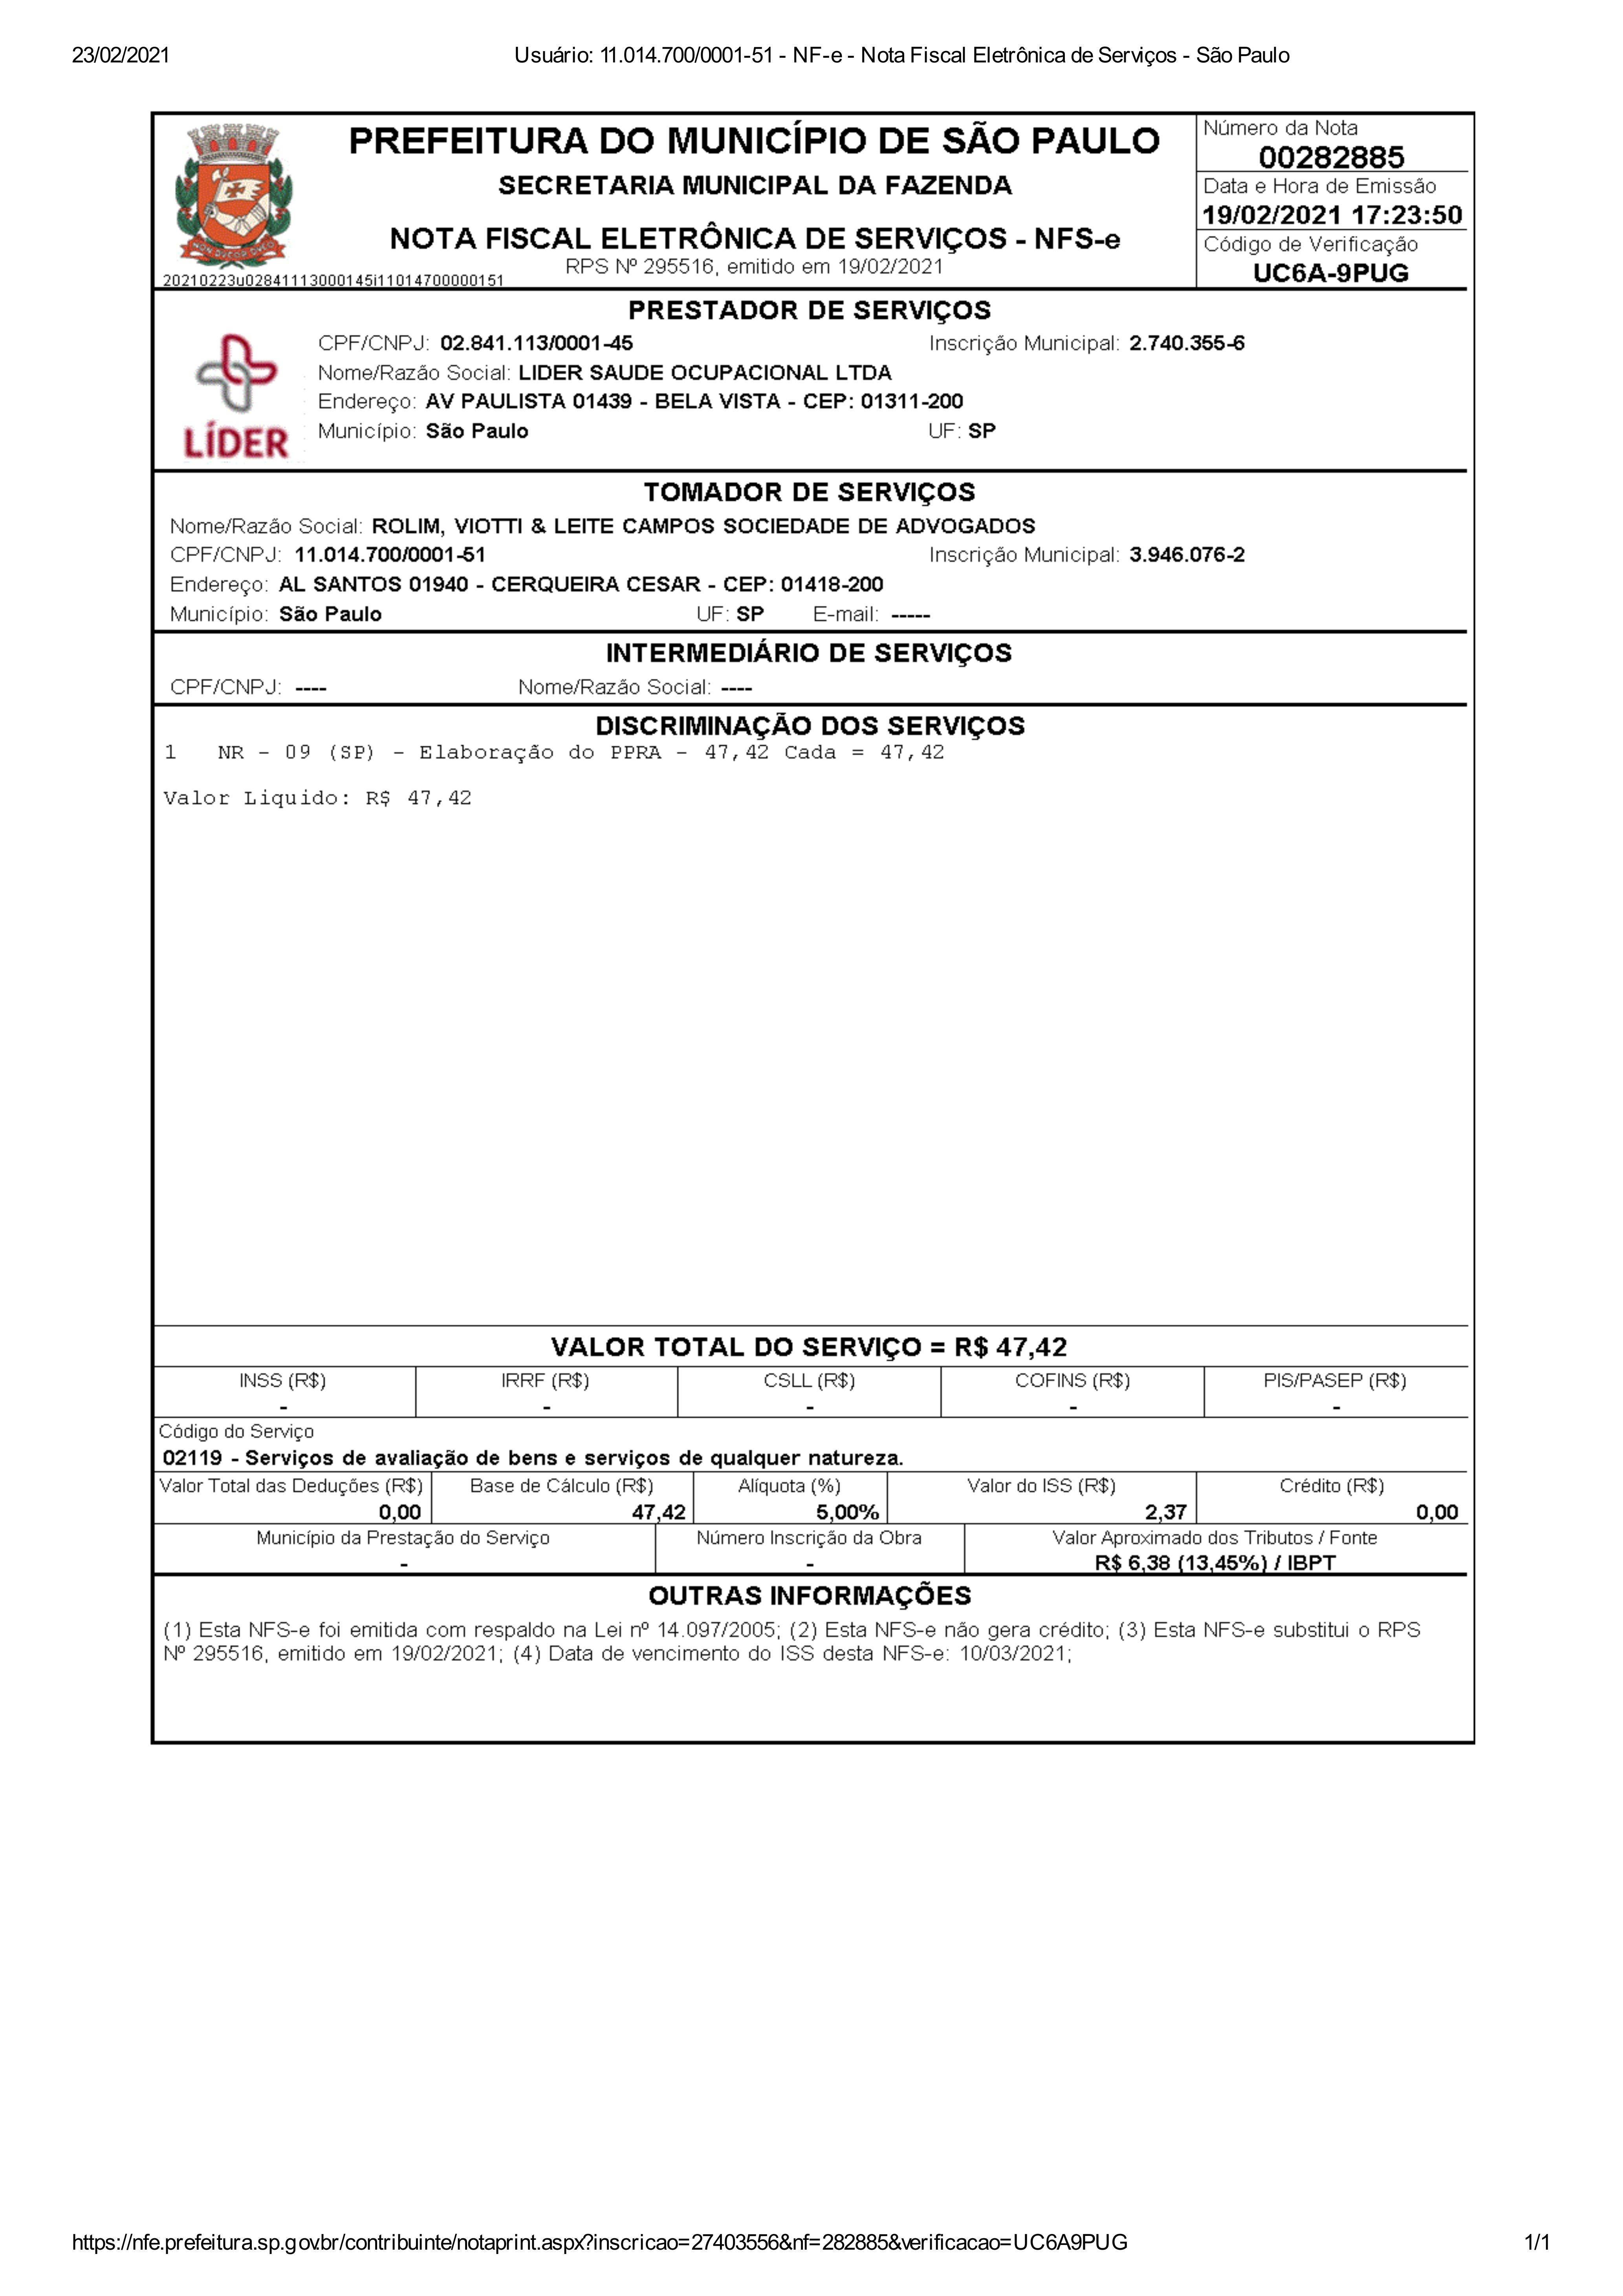 23/02/2021 Usuário: 11.014.700/0001-51 - NF-e - Nota Fiscal Eletrônica de Serviços - São Paulo
PREFEITURA DO MUNICÍPIO DE SÃO PAULO
SECRETARIA MUNICIPAL DA FAZENDA
NOTA FISCAL ELETRÔNICA DE SERVIÇOS - NFS-e
RPS Nº 295516, emitido em 19/02/2021
20210223u02841113000145i11014700000151
Número da Nota
00282885
Data e Hora de Emissão
19/02/2021 17:23:50
Código de Verificação
UC6A-9PUG
PRESTADOR DE SERVIÇOS
LÍDER
CPF/CNPJ: 02.841.113/0001-45 Inscrição Municipal: 2.740.355-6
Nome/Razão Social: LIDER SAUDE OCUPACIONAL LTDA
Endereço: AV PAULISTA 01439 - BELA VISTA - CEP: 01311-200
Município: São Paulo UF: SP
TOMADOR DE SERVIÇOS
Nome/Razão Social: ROLIM, VIOTTI & LEITE CAMPOS SOCIEDADE DE ADVOGADOS
CPF/CNPJ: 11.014.700/0001-51 Inscrição Municipal: 3.946.076-2
Endereço: AL SANTOS 01940 - CERQUEIRA CESAR - CEP: 01418-200
Município: São Paulo UF: SP E-mail: -----
INTERMEDIÁRIO DE SERVIÇOS
CPF/CNPJ: ---- Nome/Razão Social: ----
DISCRIMINAÇÃO DOS SERVIÇOS
1 NR - 09 (SP) - Elaboração do PPRA - 47,42 Cada = 47,42
Valor Liquido: R$ 47,42
VALOR TOTAL DO SERVIÇO = R$ 47,42
INSS (R$) IRRF (R$) CSLL (R$) COFINS (R$) PIS/PASEP (R$)
- - - - -
Código do Serviço
02119 - Serviços de avaliação de bens e serviços de qualquer natureza.
Valor Total das Deduções (R$) Base de Cálculo (R$) Alíquota (%) Valor do ISS (R$) Crédito (R$)
0,00 47,42 5,00% 2,37 0,00
Município da Prestação do Serviço Número Inscrição da Obra Valor Aproximado dos Tributos / Fonte
- - R$ 6,38 (13,45%) / IBPT
OUTRAS INFORMAÇÕES
(1) Esta NFS-e foi emitida com respaldo na Lei nº 14.097/2005; (2) Esta NFS-e não gera crédito; (3) Esta NFS-e substitui o RPS
Nº 295516, emitido em 19/02/2021; (4) Data de vencimento do ISS desta NFS-e: 10/03/2021;
https://nfe.prefeitura.sp.gov.br/contribuinte/notaprint.aspx?inscricao=27403556&nf=282885&verificacao=UC6A9PUG 1/1